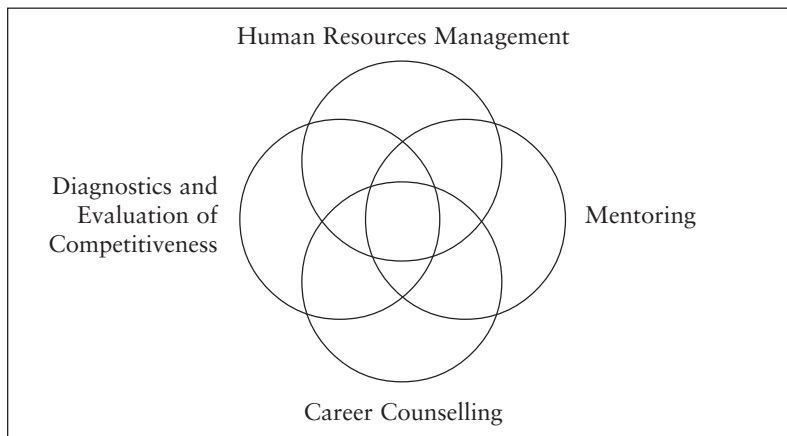 Human Resources Management
Diagnostics and
Evaluation of
Competitiveness
Mentoring
Career Counselling